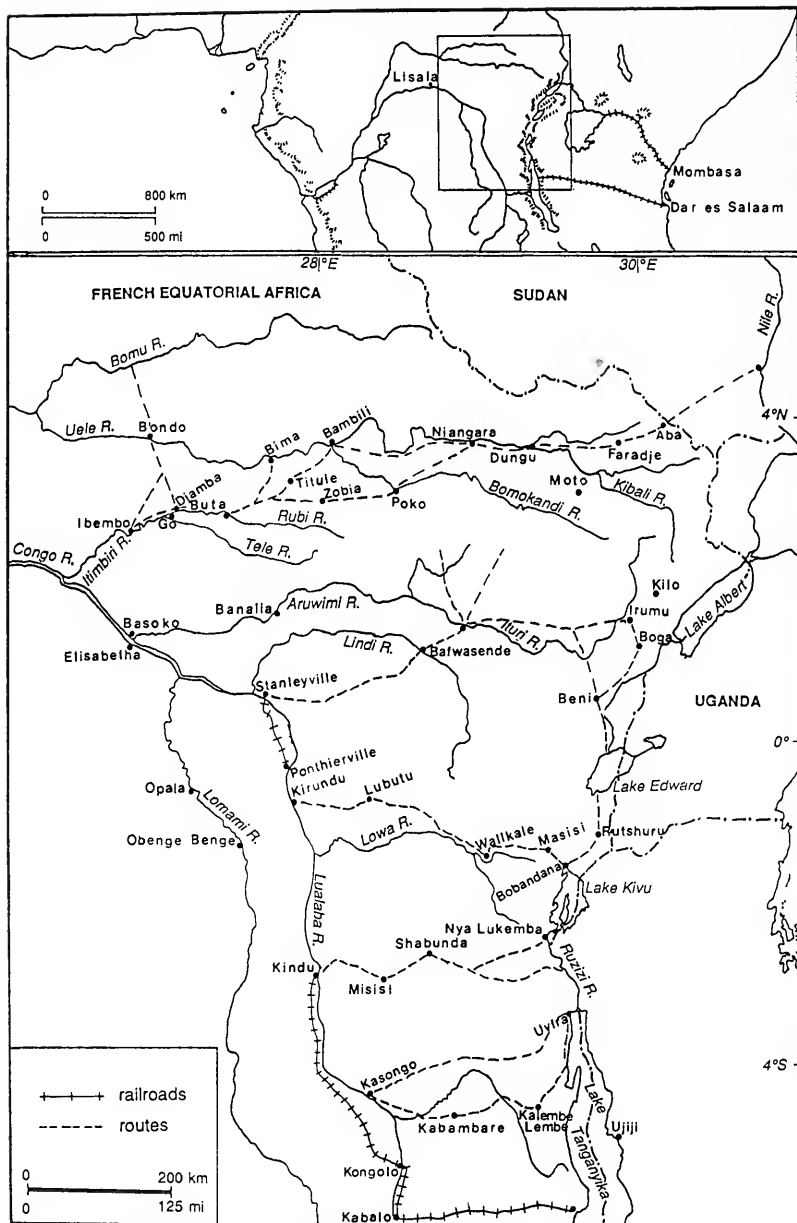 Lisala
Mombasa
Dar es Salaam
0 800 km
0 500 mi
28°E 30°E
FRENCH EQUATORIAL AFRICA SUDAN
Nile R.
Bomu R.
4°N
Uele R.
Bondo
Bima
Bambili
Niangara
Dungu
Faradje
Aba
Titule
Zobia
Poko
Moto
Kibali R.
Bomokandi R.
Djamba
Buta
Ibembo
Go
Rubi R.
Itimbiri R.
Tele R.
Congo R.
Kilo
Banalia
Aruwimi R.
Ituri R.
Irumu
Lake Albert
Basoko
Elisabetha
Lindi R.
Bafwasende
Boga
Stanleyville
Beni
UGANDA
0°
Ponthierville
Kirundu
Lubutu
Lake Edward
Opala
Lomami R.
Obenge Benge
Lowa R.
Wallkale
Masisi
Rutshuru
Bobandana
Lake Kivu
Lualaba R.
Nya Lukemba
Shabunda
Kindu
Misisi
Ruzizi R.
Uyira
4°S
Kasongo
Kabambare
Kalembe
Lembe
Lake
Tanganyika
Ujiji
Kongolo
Kabalo
railroads
routes
0 200 km
0 125 mi